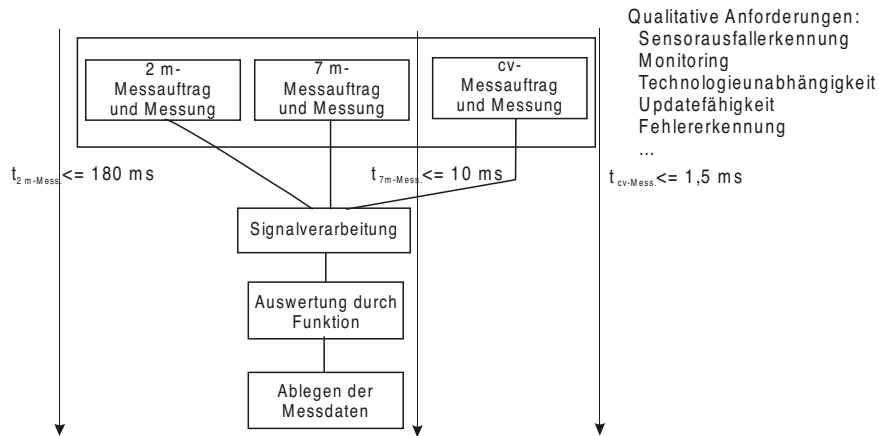 Qualitative Anforderungen:
Sensorausfallerkennung
Monitoring
Technologieunabhängigkeit
Updatefähigkeit
Fehlererkennung
...
2 m-
Messauftrag
und Messung
7 m-
Messauftrag
und Messung
cv-
Messauftrag
und Messung
t2 m-Mess.<= 180 ms
t7m-Mess.<= 10 ms
tcv-Mess.<= 1,5 ms
Signalverarbeitung
Auswertung durch
Funktion
Ablegen der
Messdaten